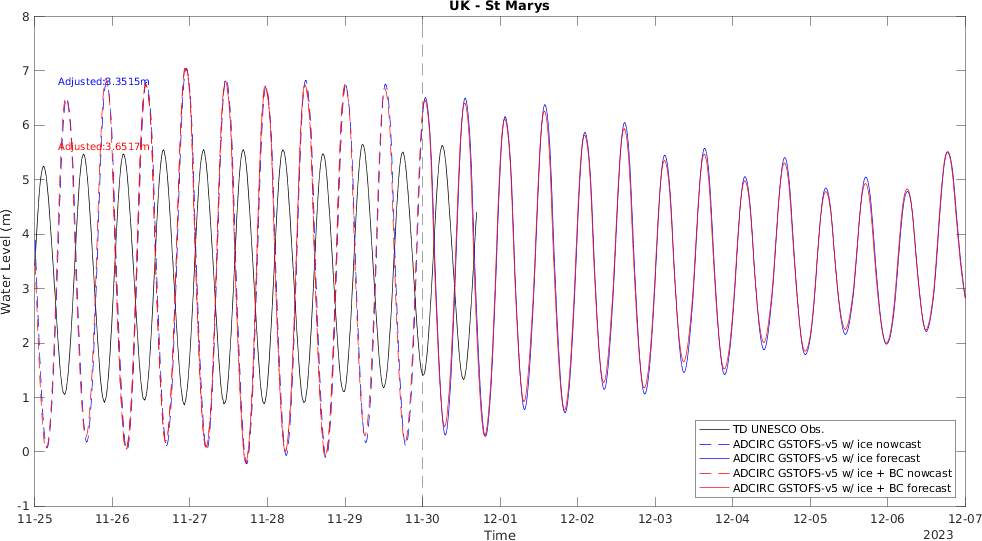 UK - St Marys
8
7
6
5
4
3
2
1
0
-1
Water Level (m)
Adjusted:3.3515m
Adjusted:3.6517m
TD UNESCO Obs.
ADCIRC GSTOFS-v5 w/ ice nowcast
ADCIRC GSTOFS-v5 w/ ice forecast
ADCIRC GSTOFS-v5 w/ ice + BC nowcast
ADCIRC GSTOFS-v5 w/ ice + BC forecast
11-25 11-26 11-27 11-28 11-29 11-30 12-01 12-02 12-03 12-04 12-05 12-06 12-07
Time
2023